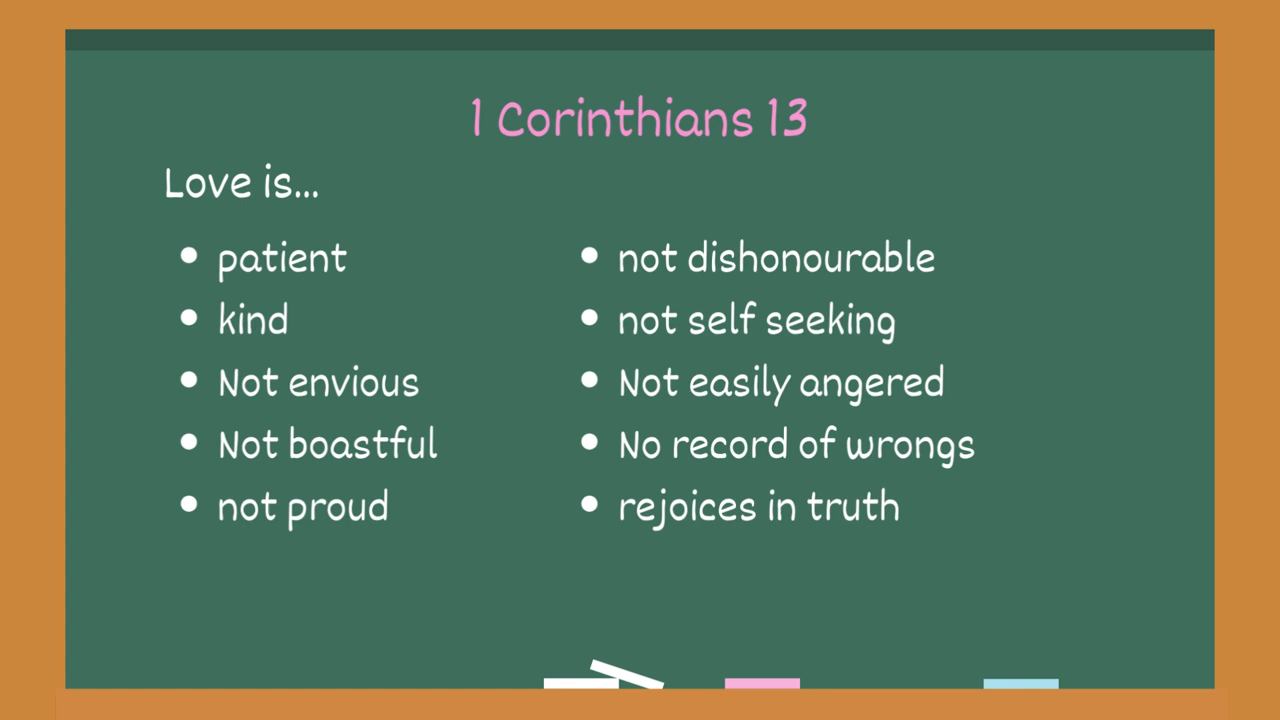 1 Corinthians 13
Love is...
• patient
• kind
• Not envious
• Not boastful
• not proud
• not dishonourable
• not self seeking
• Not easily angered
• No record of wrongs
• rejoices in truth